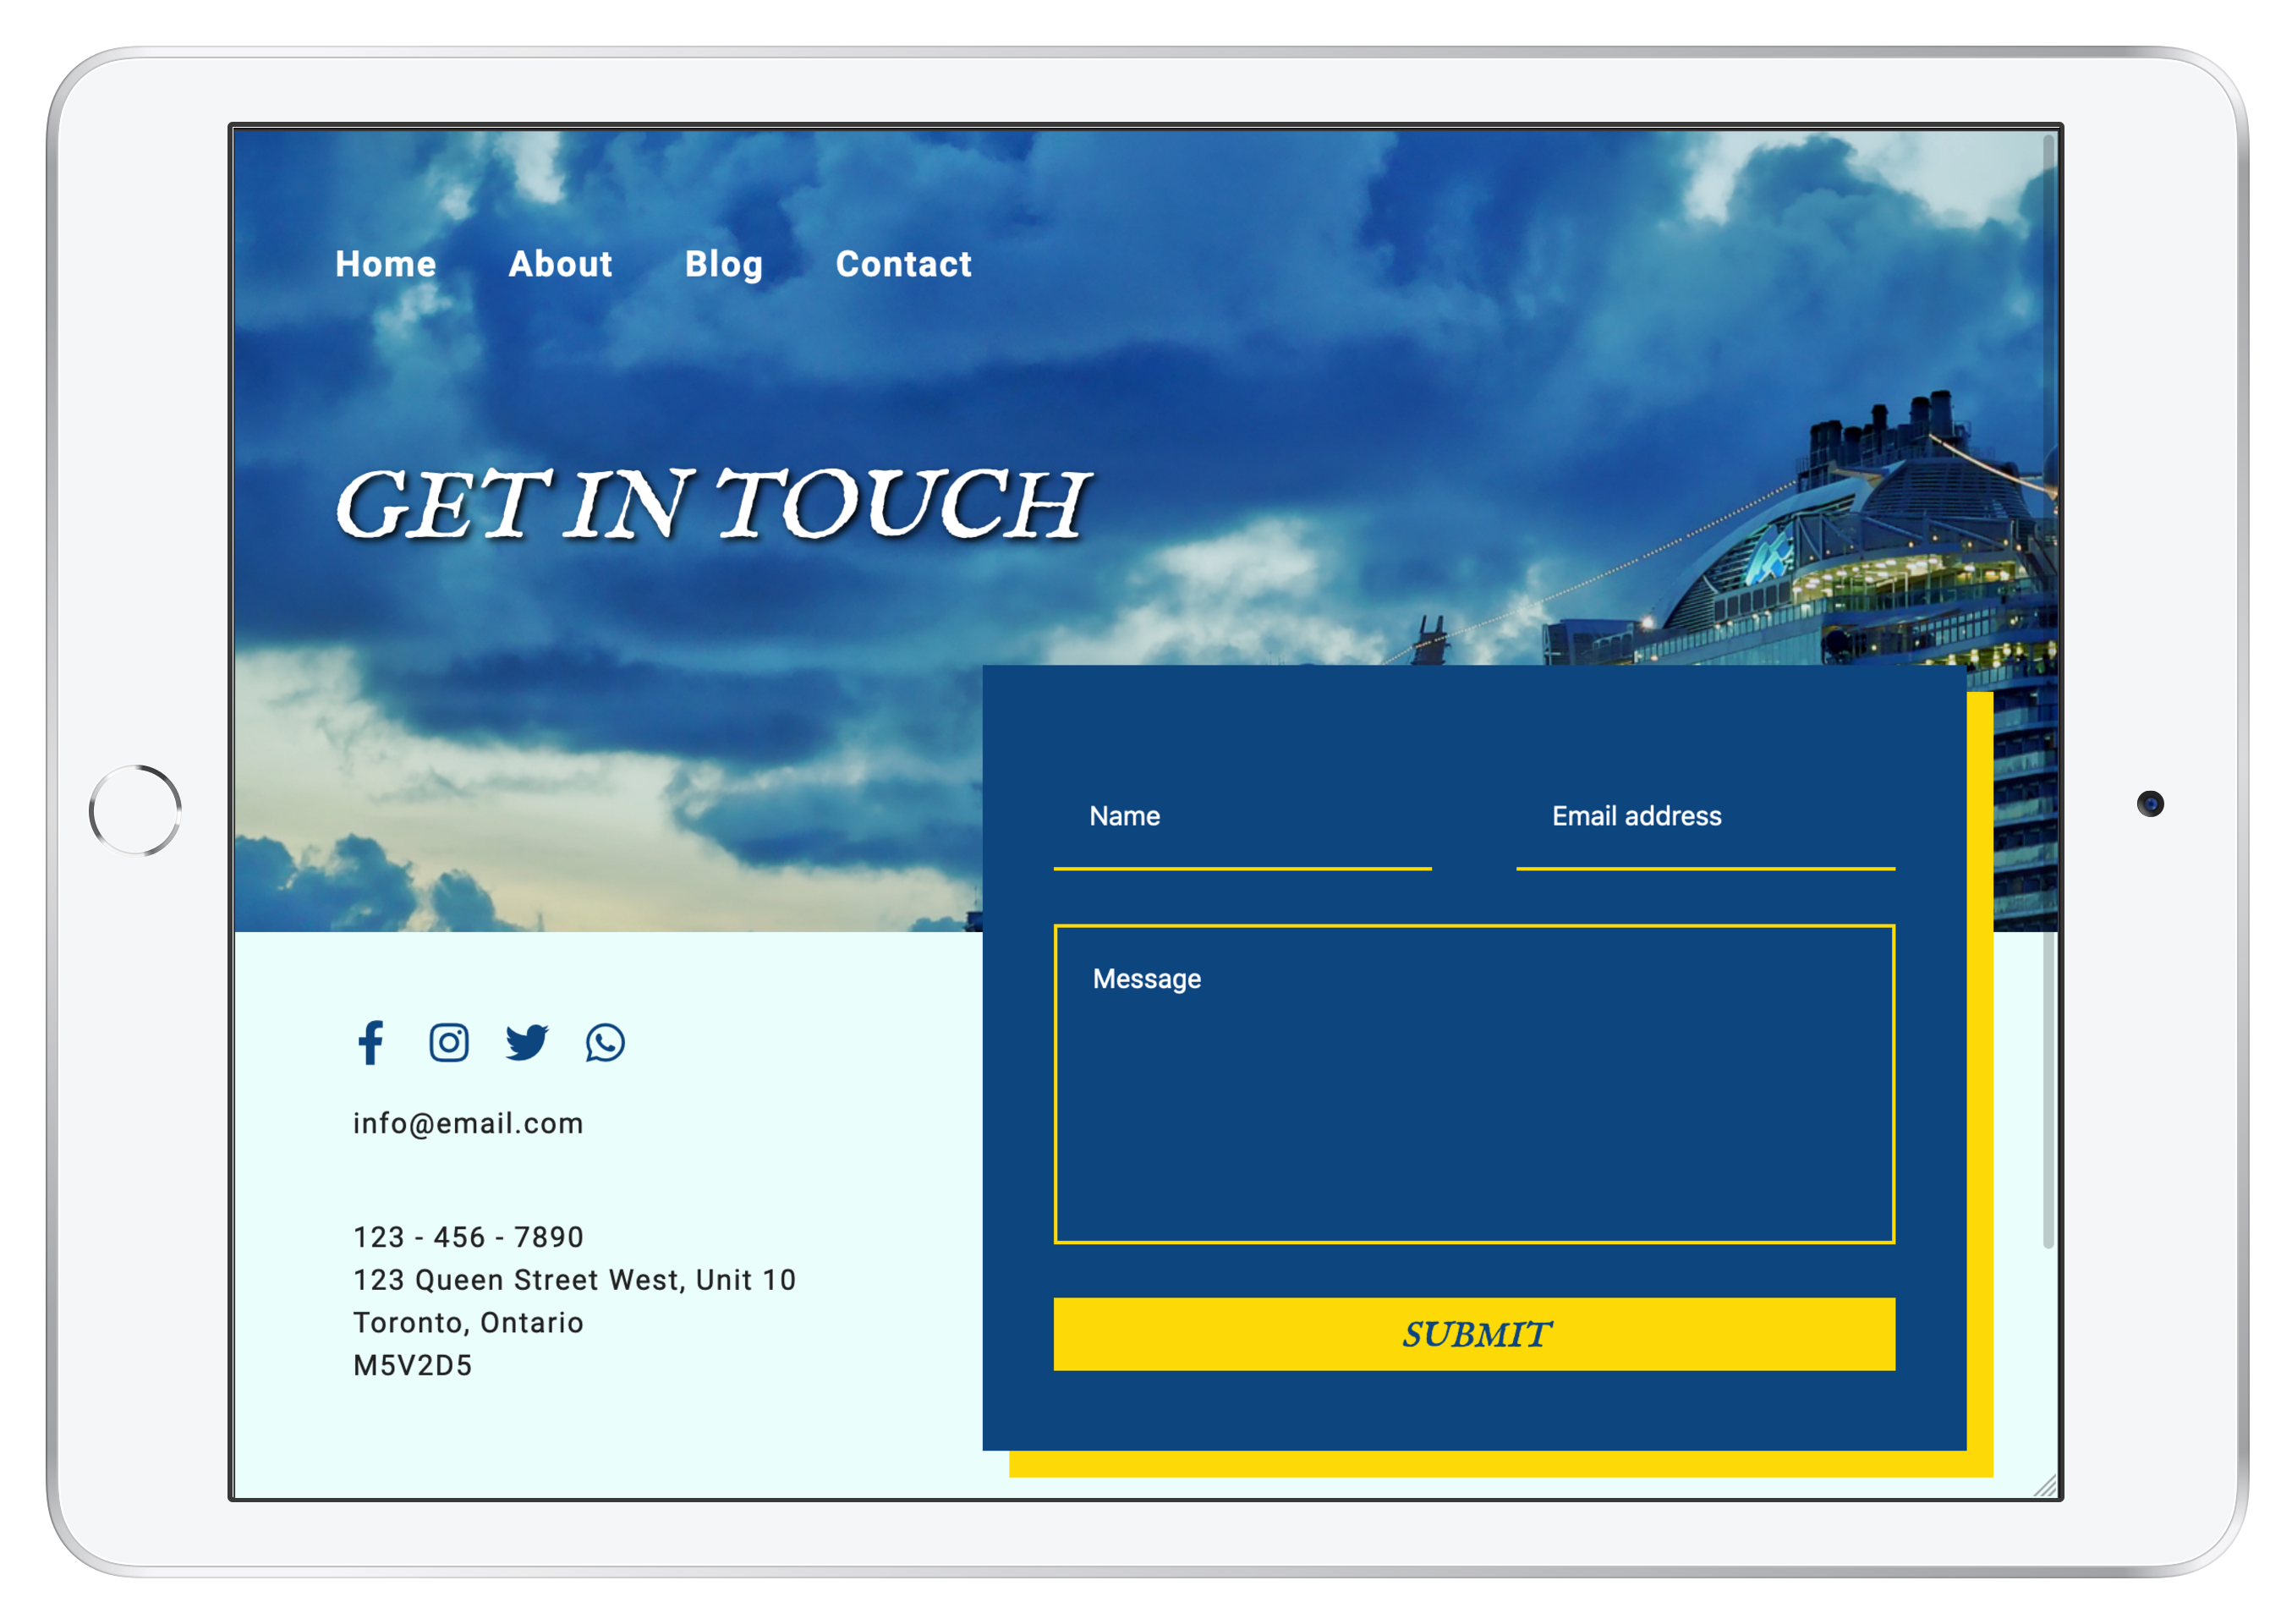 Home About Blog Contact
GET IN TOUCH
Name Email address
Message
SUBMIT
info@email.com
123 - 456 - 7890
123 Queen Street West, Unit 10
Toronto, Ontario
M5V2D5